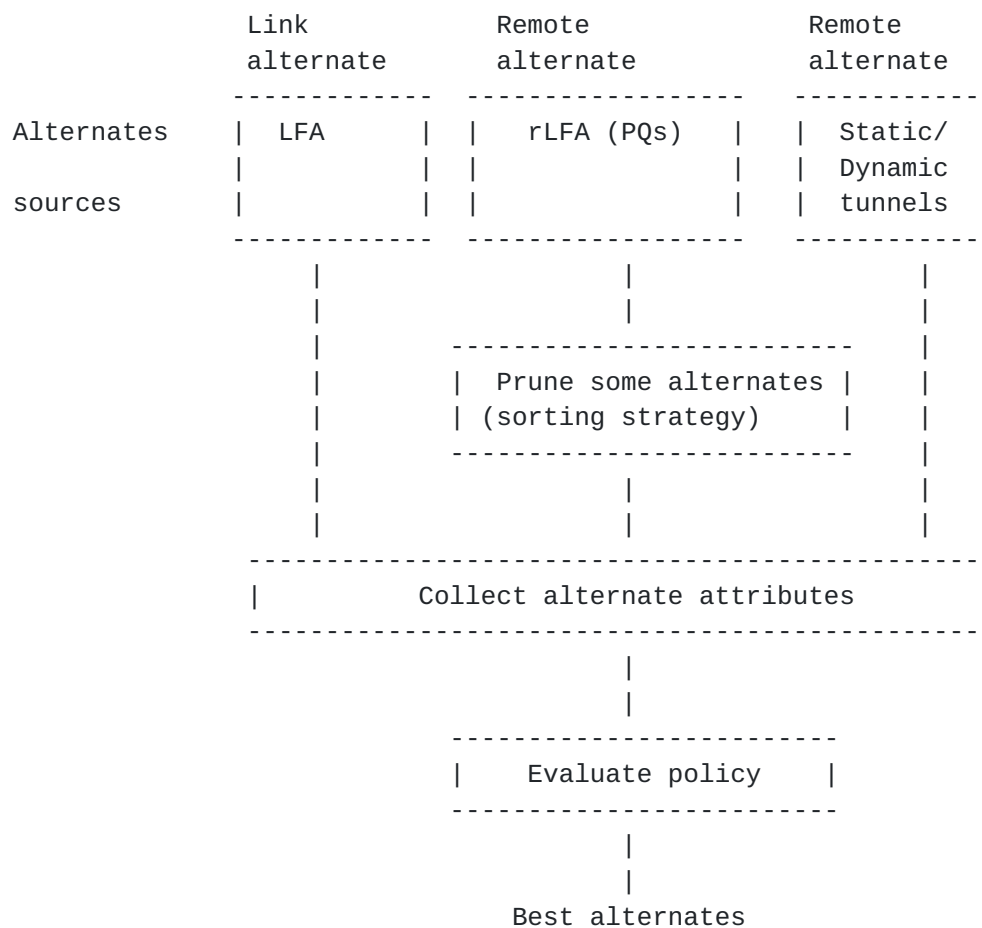 Link Remote Remote
alternate alternate alternate
------------- ------------------ ------------
Alternates | LFA | | rLFA (PQs) | | Static/
| | | | | Dynamic
sources | | | | | tunnels
------------- ------------------ ------------
| | |
| | |
| -------------------------- |
| | Prune some alternates | |
| | (sorting strategy) | |
| -------------------------- |
| | |
| | |
-----------------------------------------------
| Collect alternate attributes
-----------------------------------------------
|
|
-------------------------
| Evaluate policy |
-------------------------
|
|
Best alternates